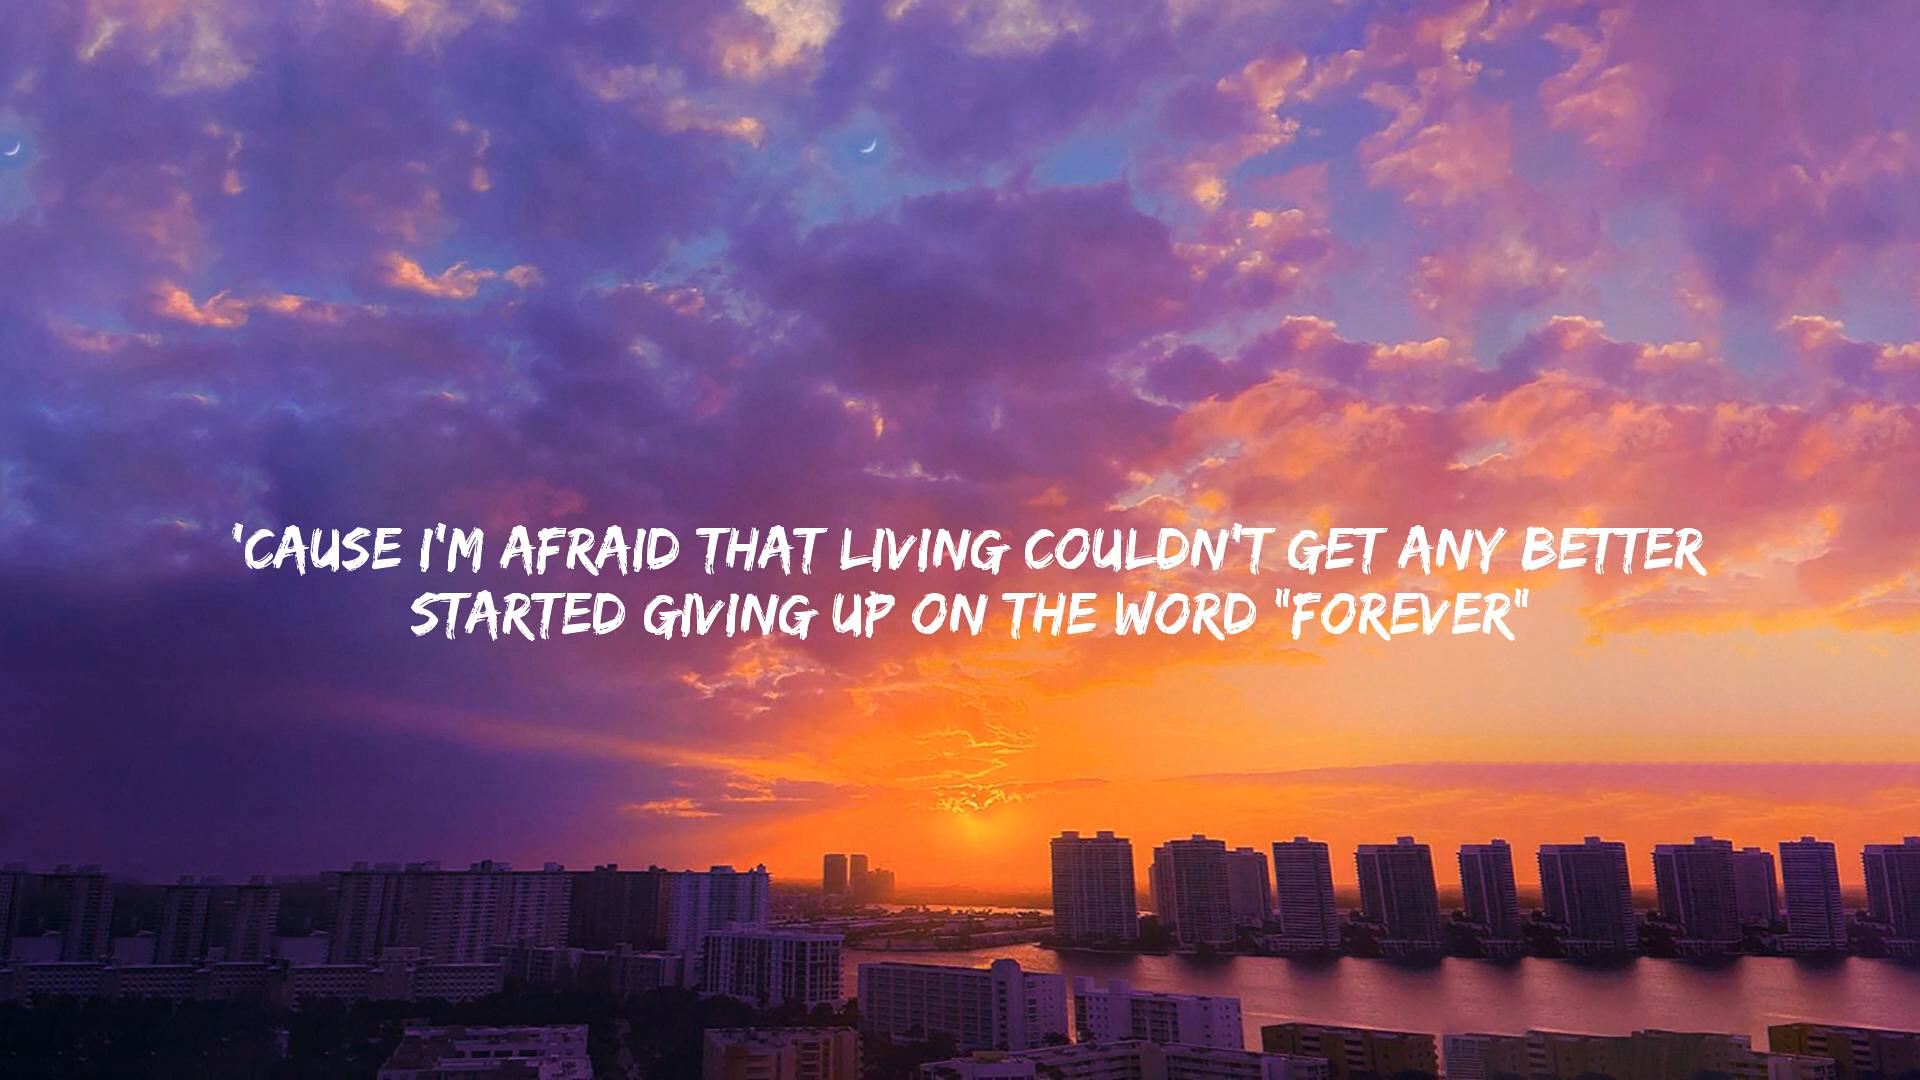 'CAUSE I'M AFRAID THAT LIVING COULDN'T GET ANY BETTER
STARTED GIVING UP ON THE WORD "FOREVER"